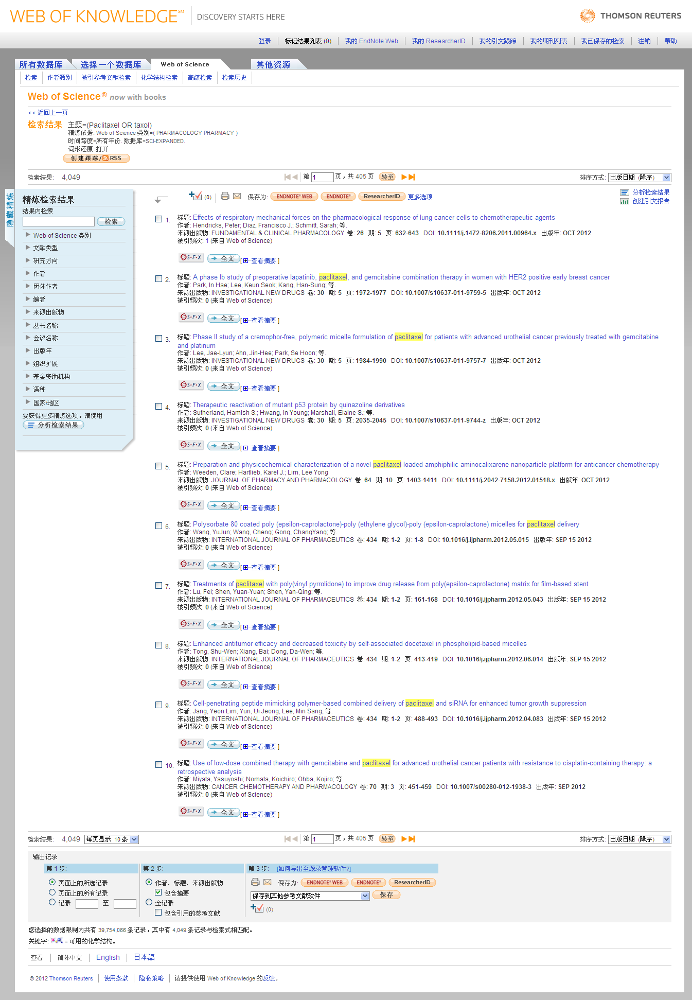 WEB OF KNOWLEDGE℠ DISCOVERY STARTS HERE
THOMSON REUTERS
登录 标记结果列表 (0) 我的 EndNote Web 我的 ResearcherID 我的引文跟踪 我的期刊列表 我已保存的检索 注销 帮助
所有数据库 选择一个数据库 Web of Science 其他资源
检索 作者甄别 被引参考文献检索 化学结构检索 高级检索 检索历史
Web of Science® now with books
<< 返回上一页
检索结果 主题=(Paclitaxel OR taxol)
精炼依据: Web of Science 类别=( PHARMACOLOGY PHARMACY )
时间跨度=所有年份. 数据库=SCI-EXPANDED.
词形还原=打开
创建跟踪 / RSS
检索结果: 4,049 第 1 页，共 405 页 转至 排序方式: 出版日期 (降序)
隐藏精炼
精炼检索结果
结果内检索
检索
Web of Science 类别
文献类型
研究方向
作者
团体作者
编者
来源出版物
丛书名称
会议名称
出版年
组织扩展
基金资助机构
语种
国家/地区
要获得更多精炼选项，请使用
分析检索结果
(0) 保存为: ENDNOTE® WEB ENDNOTE® ResearcherID 更多选项
分析检索结果
创建引文报告
1. 标题: Effects of respiratory mechanical forces on the pharmacological response of lung cancer cells to chemotherapeutic agents
作者: Hendricks, Peter; Diaz, Francisco J.; Schmitt, Sarah; 等.
来源出版物: FUNDAMENTAL & CLINICAL PHARMACOLOGY 卷: 26 期: 5 页: 632-643 DOI: 10.1111/j.1472-8206.2011.00964.x 出版年: OCT 2012
被引频次: 1 (来自 Web of Science)
S·F·X 全文 [ 查看摘要 ]
2. 标题: A phase Ib study of preoperative lapatinib, paclitaxel, and gemcitabine combination therapy in women with HER2 positive early breast cancer
作者: Park, In Hae; Lee, Keun Seok; Kang, Han-Sung; 等.
来源出版物: INVESTIGATIONAL NEW DRUGS 卷: 30 期: 5 页: 1972-1977 DOI: 10.1007/s10637-011-9759-5 出版年: OCT 2012
被引频次: 0 (来自 Web of Science)
S·F·X 全文 [ 查看摘要 ]
3. 标题: Phase II study of a cremophor-free, polymeric micelle formulation of paclitaxel for patients with advanced urothelial cancer previously treated with gemcitabine
and platinum
作者: Lee, Jae-Lyun; Ahn, Jin-Hee; Park, Se Hoon; 等.
来源出版物: INVESTIGATIONAL NEW DRUGS 卷: 30 期: 5 页: 1984-1990 DOI: 10.1007/s10637-011-9757-7 出版年: OCT 2012
被引频次: 0 (来自 Web of Science)
S·F·X 全文 [ 查看摘要 ]
4. 标题: Therapeutic reactivation of mutant p53 protein by quinazoline derivatives
作者: Sutherland, Hamish S.; Hwang, In Young; Marshall, Elaine S.; 等.
来源出版物: INVESTIGATIONAL NEW DRUGS 卷: 30 期: 5 页: 2035-2045 DOI: 10.1007/s10637-011-9744-z 出版年: OCT 2012
被引频次: 0 (来自 Web of Science)
S·F·X 全文 [ 查看摘要 ]
5. 标题: Preparation and physicochemical characterization of a novel paclitaxel-loaded amphiphilic aminocalixarene nanoparticle platform for anticancer chemotherapy
作者: Weeden, Clare; Hartlieb, Karel J.; Lim, Lee Yong
来源出版物: JOURNAL OF PHARMACY AND PHARMACOLOGY 卷: 64 期: 10 页: 1403-1411 DOI: 10.1111/j.2042-7158.2012.01518.x 出版年: OCT 2012
被引频次: 0 (来自 Web of Science)
S·F·X 全文 [ 查看摘要 ]
6. 标题: Polysorbate 80 coated poly (epsilon-caprolactone)-poly (ethylene glycol)-poly (epsilon-caprolactone) micelles for paclitaxel delivery
作者: Wang, YuJun; Wang, Cheng; Gong, ChangYang; 等.
来源出版物: INTERNATIONAL JOURNAL OF PHARMACEUTICS 卷: 434 期: 1-2 页: 1-8 DOI: 10.1016/j.ijpharm.2012.05.015 出版年: SEP 15 2012
被引频次: 0 (来自 Web of Science)
S·F·X 全文 [ 查看摘要 ]
7. 标题: Treatments of paclitaxel with poly(vinyl pyrrolidone) to improve drug release from poly(epsilon-caprolactone) matrix for film-based stent
作者: Lu, Fei; Shen, Yuan-Yuan; Shen, Yan-Qing; 等.
来源出版物: INTERNATIONAL JOURNAL OF PHARMACEUTICS 卷: 434 期: 1-2 页: 161-168 DOI: 10.1016/j.ijpharm.2012.05.043 出版年: SEP 15 2012
被引频次: 0 (来自 Web of Science)
S·F·X 全文 [ 查看摘要 ]
8. 标题: Enhanced antitumor efficacy and decreased toxicity by self-associated docetaxel in phospholipid-based micelles
作者: Tong, Shu-Wen; Xiang, Bai; Dong, Da-Wen; 等.
来源出版物: INTERNATIONAL JOURNAL OF PHARMACEUTICS 卷: 434 期: 1-2 页: 413-419 DOI: 10.1016/j.ijpharm.2012.06.014 出版年: SEP 15 2012
被引频次: 0 (来自 Web of Science)
S·F·X 全文 [ 查看摘要 ]
9. 标题: Cell-penetrating peptide mimicking polymer-based combined delivery of paclitaxel and siRNA for enhanced tumor growth suppression
作者: Jang, Yeon Lim; Yun, Ui Jeong; Lee, Min Sang; 等.
来源出版物: INTERNATIONAL JOURNAL OF PHARMACEUTICS 卷: 434 期: 1-2 页: 488-493 DOI: 10.1016/j.ijpharm.2012.04.083 出版年: SEP 15 2012
被引频次: 0 (来自 Web of Science)
S·F·X 全文 [ 查看摘要 ]
10. 标题: Use of low-dose combined therapy with gemcitabine and paclitaxel for advanced urothelial cancer patients with resistance to cisplatin-containing therapy: a
retrospective analysis
作者: Miyata, Yasuyoshi; Nomata, Koichiro; Ohba, Kojiro; 等.
来源出版物: CANCER CHEMOTHERAPY AND PHARMACOLOGY 卷: 70 期: 3 页: 451-459 DOI: 10.1007/s00280-012-1938-3 出版年: SEP 2012
被引频次: 0 (来自 Web of Science)
S·F·X 全文 [ 查看摘要 ]
检索结果: 4,049 每页显示 10 条 第 1 页，共 405 页 转至 排序方式: 出版日期 (降序)
输出记录
第 1 步: 第 2 步: 第 3 步: [如何导出至题录管理软件?]
页面上的所选记录 作者、标题、来源出版物 保存为: ENDNOTE® WEB ENDNOTE® ResearcherID
页面上的所有记录 包含摘要 保存到其他参考文献软件 保存
记录 至 全记录 (0)
包含引用的参考文献
您选择的数据限制内共有 39,754,066 条记录，其中有 4,049 条记录与检索式相匹配。
关键字: = 可用的化学结构。
查看 简体中文 English 日本語
© 2012 Thomson Reuters 使用条款 隐私策略 请提供使用 Web of Knowledge 的反馈。